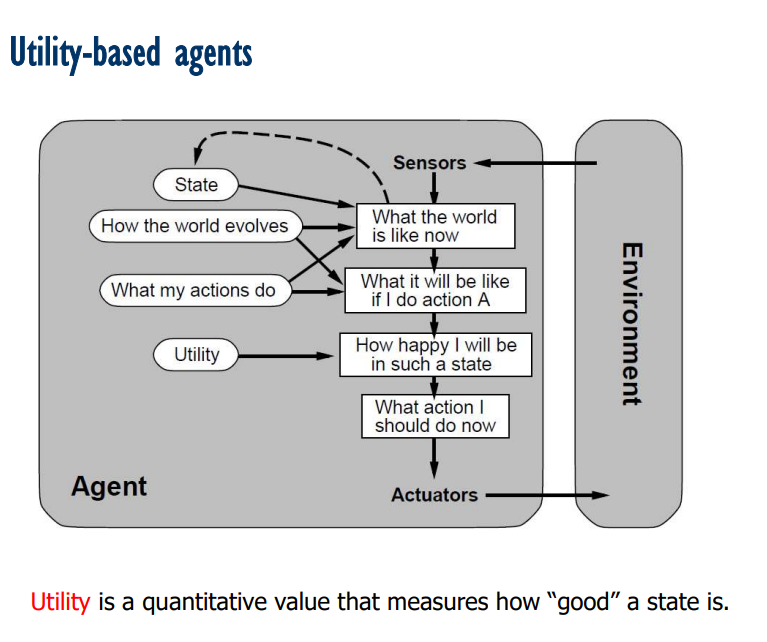 Utility-based agents
Sensors
State
What the world
is like now
How the world evolves
What it will be like
if I do action A
What my actions do
How happy I will be
in such a state
Utility
What action I
should do now
Agent
Actuators
Environment
Utility is a quantitative value that measures how “good” a state is.